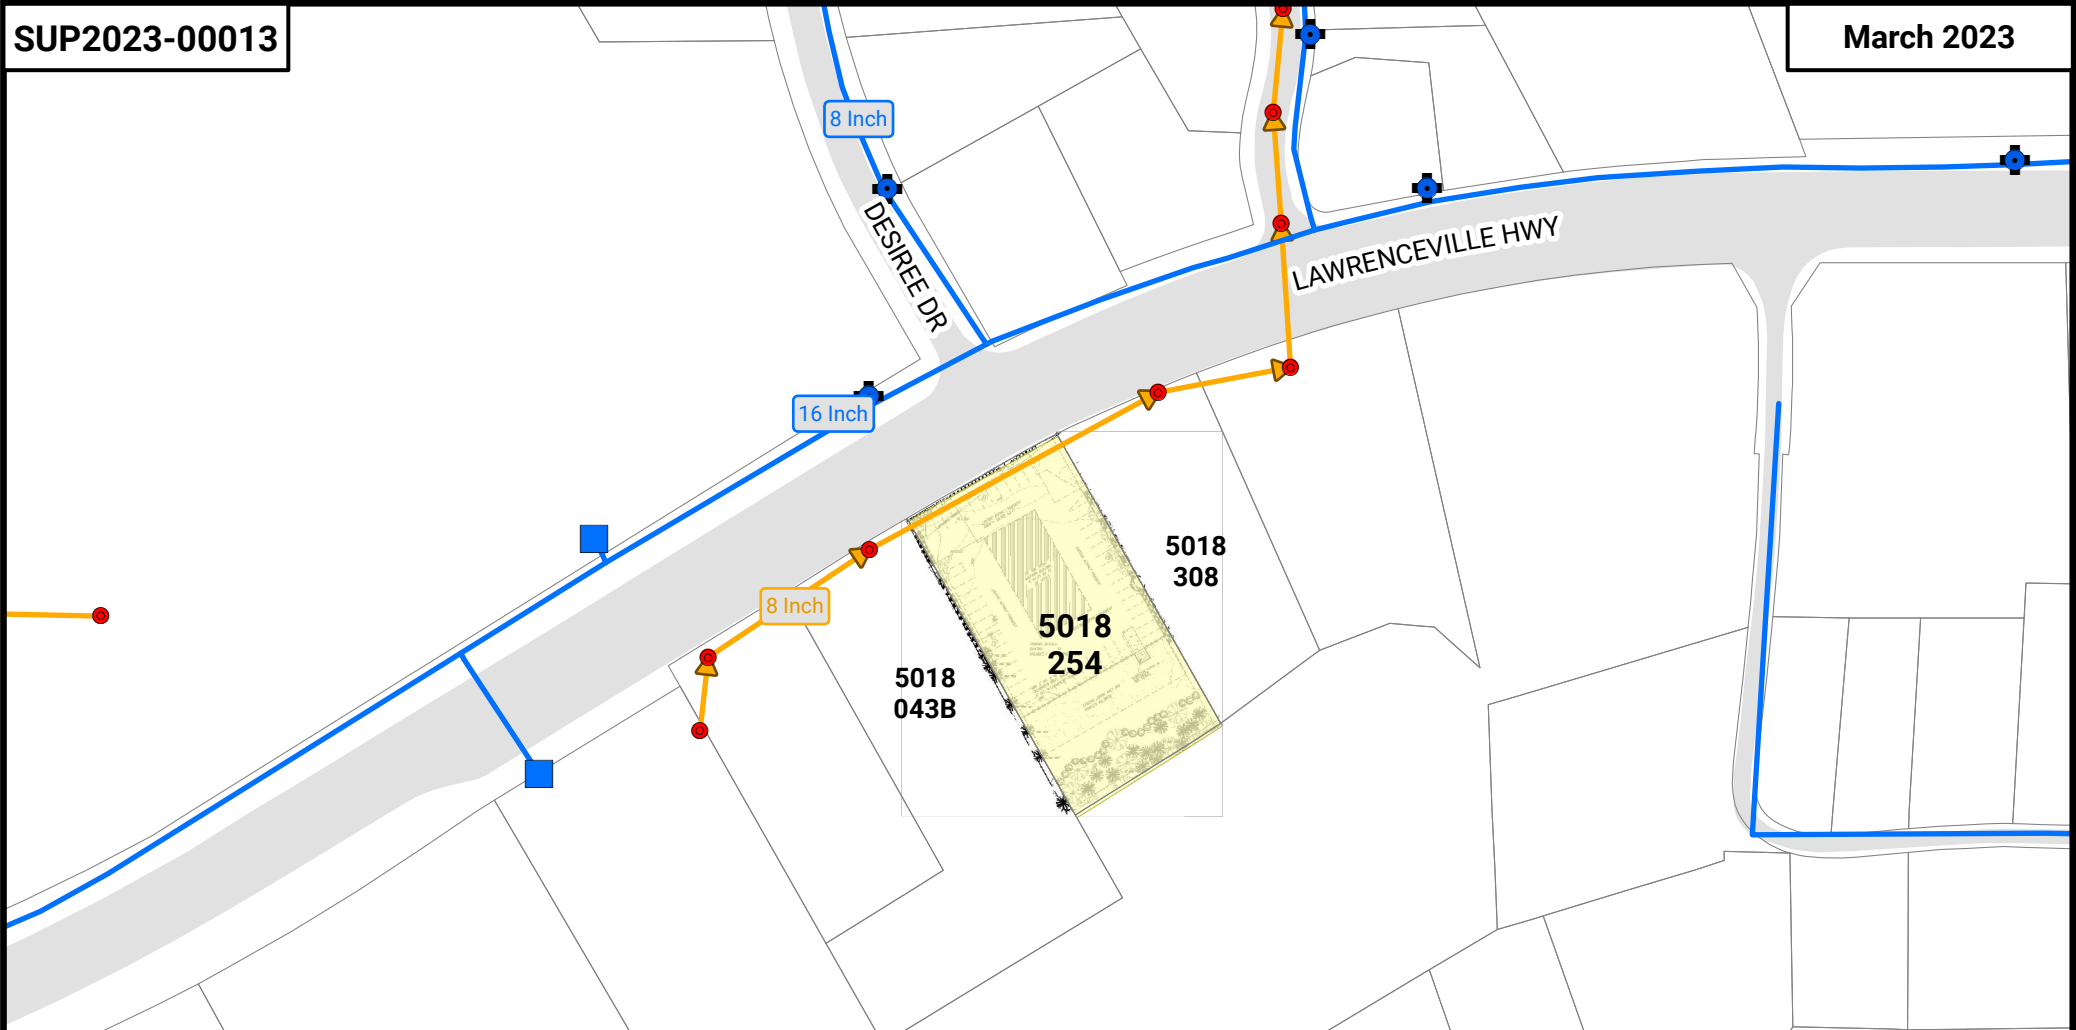 SUP2023-00013
March 2023
8 Inch
DESIREE DR
LAWRENCEVILLE HWY
16 Inch
8 Inch
5018
308
5018
254
5018
043B